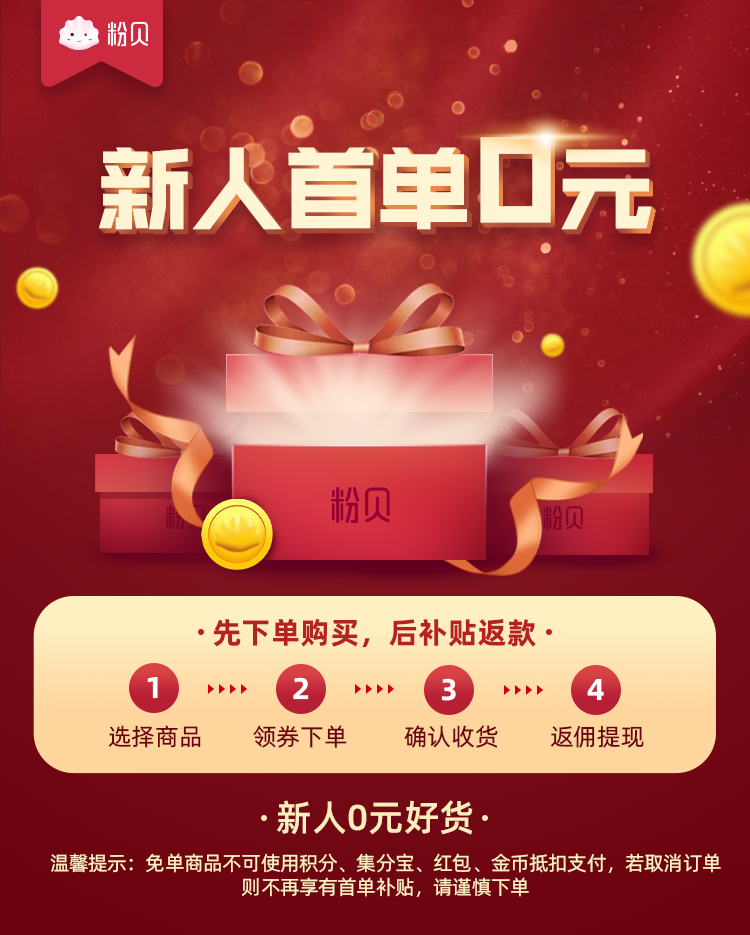 粉贝
新人首单0元
粉贝
粉贝
·先下单购买，后补贴返款·
1 2 3 4
选择商品 领券下单 确认收货 返佣提现
·新人0元好货·
温馨提示：免单商品不可使用积分、集分宝、红包、金币抵扣支付，若取消订单
则不再享有首单补贴，请谨慎下单